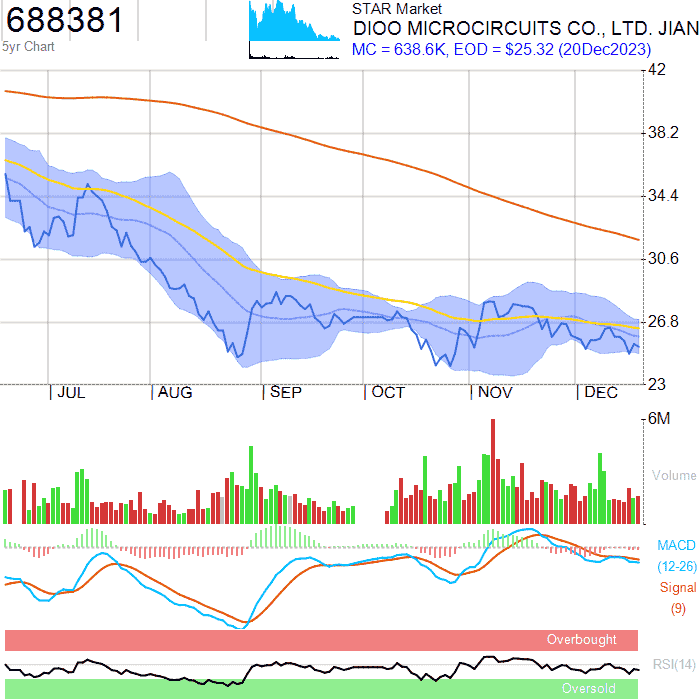 688381
STAR Market
DIOO MICROCIRCUITS CO., LTD. JIAN
5yr Chart
MC = 638.6K, EOD = $25.32 (20Dec2023)
42
38.2
34.4
30.6
26.8
23
JUL AUG SEP OCT NOV DEC
6M
Volume
MACD
(12-26)
Signal
(9)
Overbought
RSI(14)
Oversold